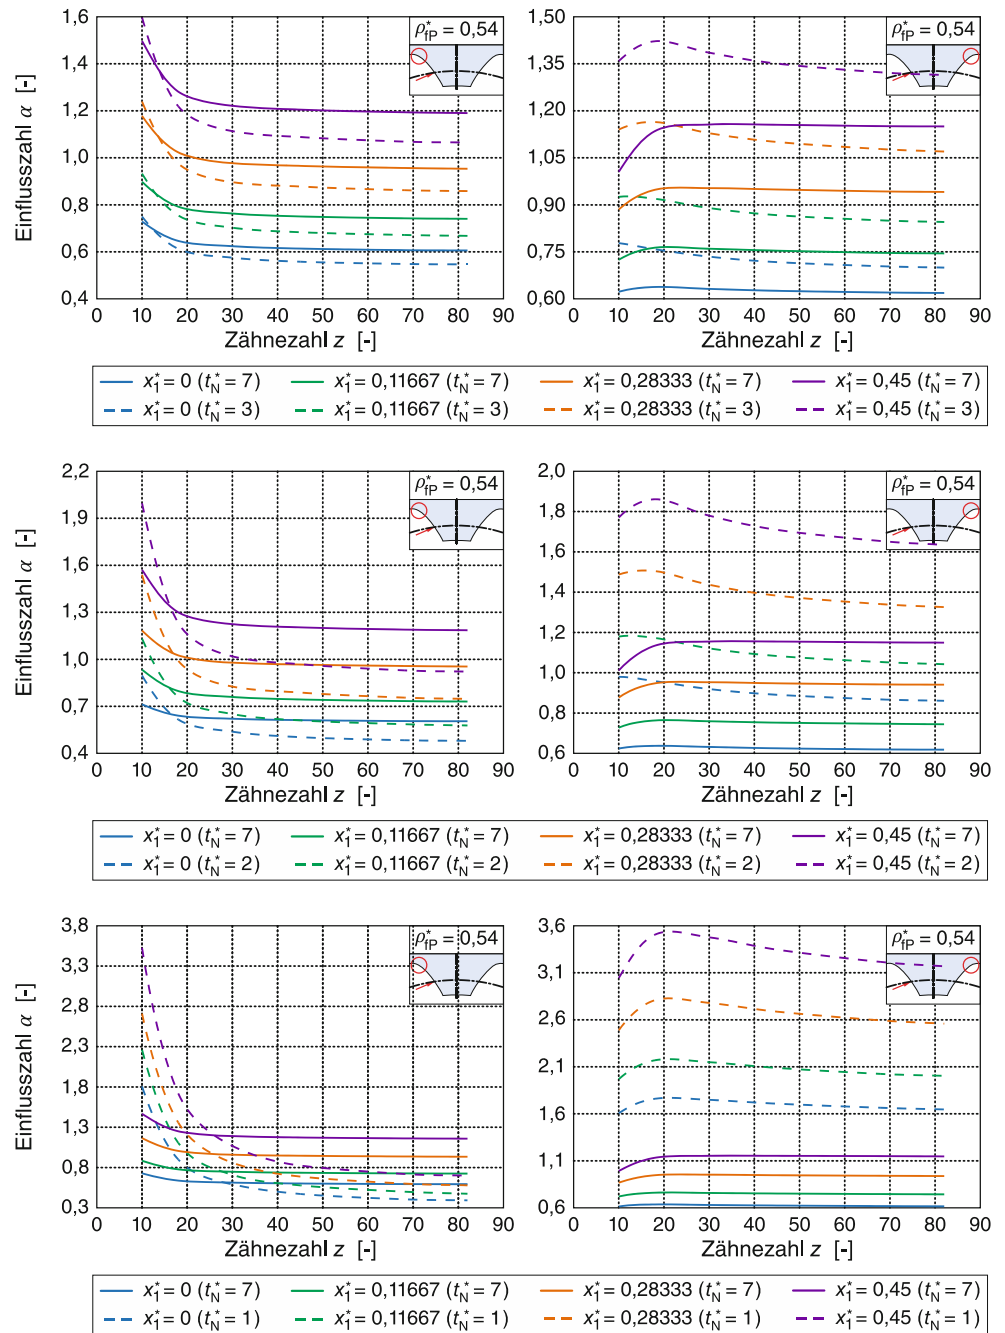 ρ*fP = 0,54
Einflusszahl α [-]
1,6
1,4
1,2
1,0
0,8
0,6
0,4
0 10 20 30 40 50 60 70 80 90
Zähnezahl z [-]
ρ*fP = 0,54
1,50
1,35
1,20
1,05
0,90
0,75
0,60
0 10 20 30 40 50 60 70 80 90
Zähnezahl z [-]
x*1 = 0 (t*N = 7) x*1 = 0,11667 (t*N = 7) x*1 = 0,28333 (t*N = 7) x*1 = 0,45 (t*N = 7)
x*1 = 0 (t*N = 3) x*1 = 0,11667 (t*N = 3) x*1 = 0,28333 (t*N = 3) x*1 = 0,45 (t*N = 3)
ρ*fP = 0,54
Einflusszahl α [-]
2,2
1,9
1,6
1,3
1,0
0,7
0,4
0 10 20 30 40 50 60 70 80 90
Zähnezahl z [-]
ρ*fP = 0,54
2,0
1,8
1,6
1,4
1,2
1,0
0,8
0,6
0 10 20 30 40 50 60 70 80 90
Zähnezahl z [-]
x*1 = 0 (t*N = 7) x*1 = 0,11667 (t*N = 7) x*1 = 0,28333 (t*N = 7) x*1 = 0,45 (t*N = 7)
x*1 = 0 (t*N = 2) x*1 = 0,11667 (t*N = 2) x*1 = 0,28333 (t*N = 2) x*1 = 0,45 (t*N = 2)
ρ*fP = 0,54
Einflusszahl α [-]
3,8
3,3
2,8
2,3
1,8
1,3
0,8
0,3
0 10 20 30 40 50 60 70 80 90
Zähnezahl z [-]
ρ*fP = 0,54
3,6
3,1
2,6
2,1
1,6
1,1
0,6
0 10 20 30 40 50 60 70 80 90
Zähnezahl z [-]
x*1 = 0 (t*N = 7) x*1 = 0,11667 (t*N = 7) x*1 = 0,28333 (t*N = 7) x*1 = 0,45 (t*N = 7)
x*1 = 0 (t*N = 1) x*1 = 0,11667 (t*N = 1) x*1 = 0,28333 (t*N = 1) x*1 = 0,45 (t*N = 1)